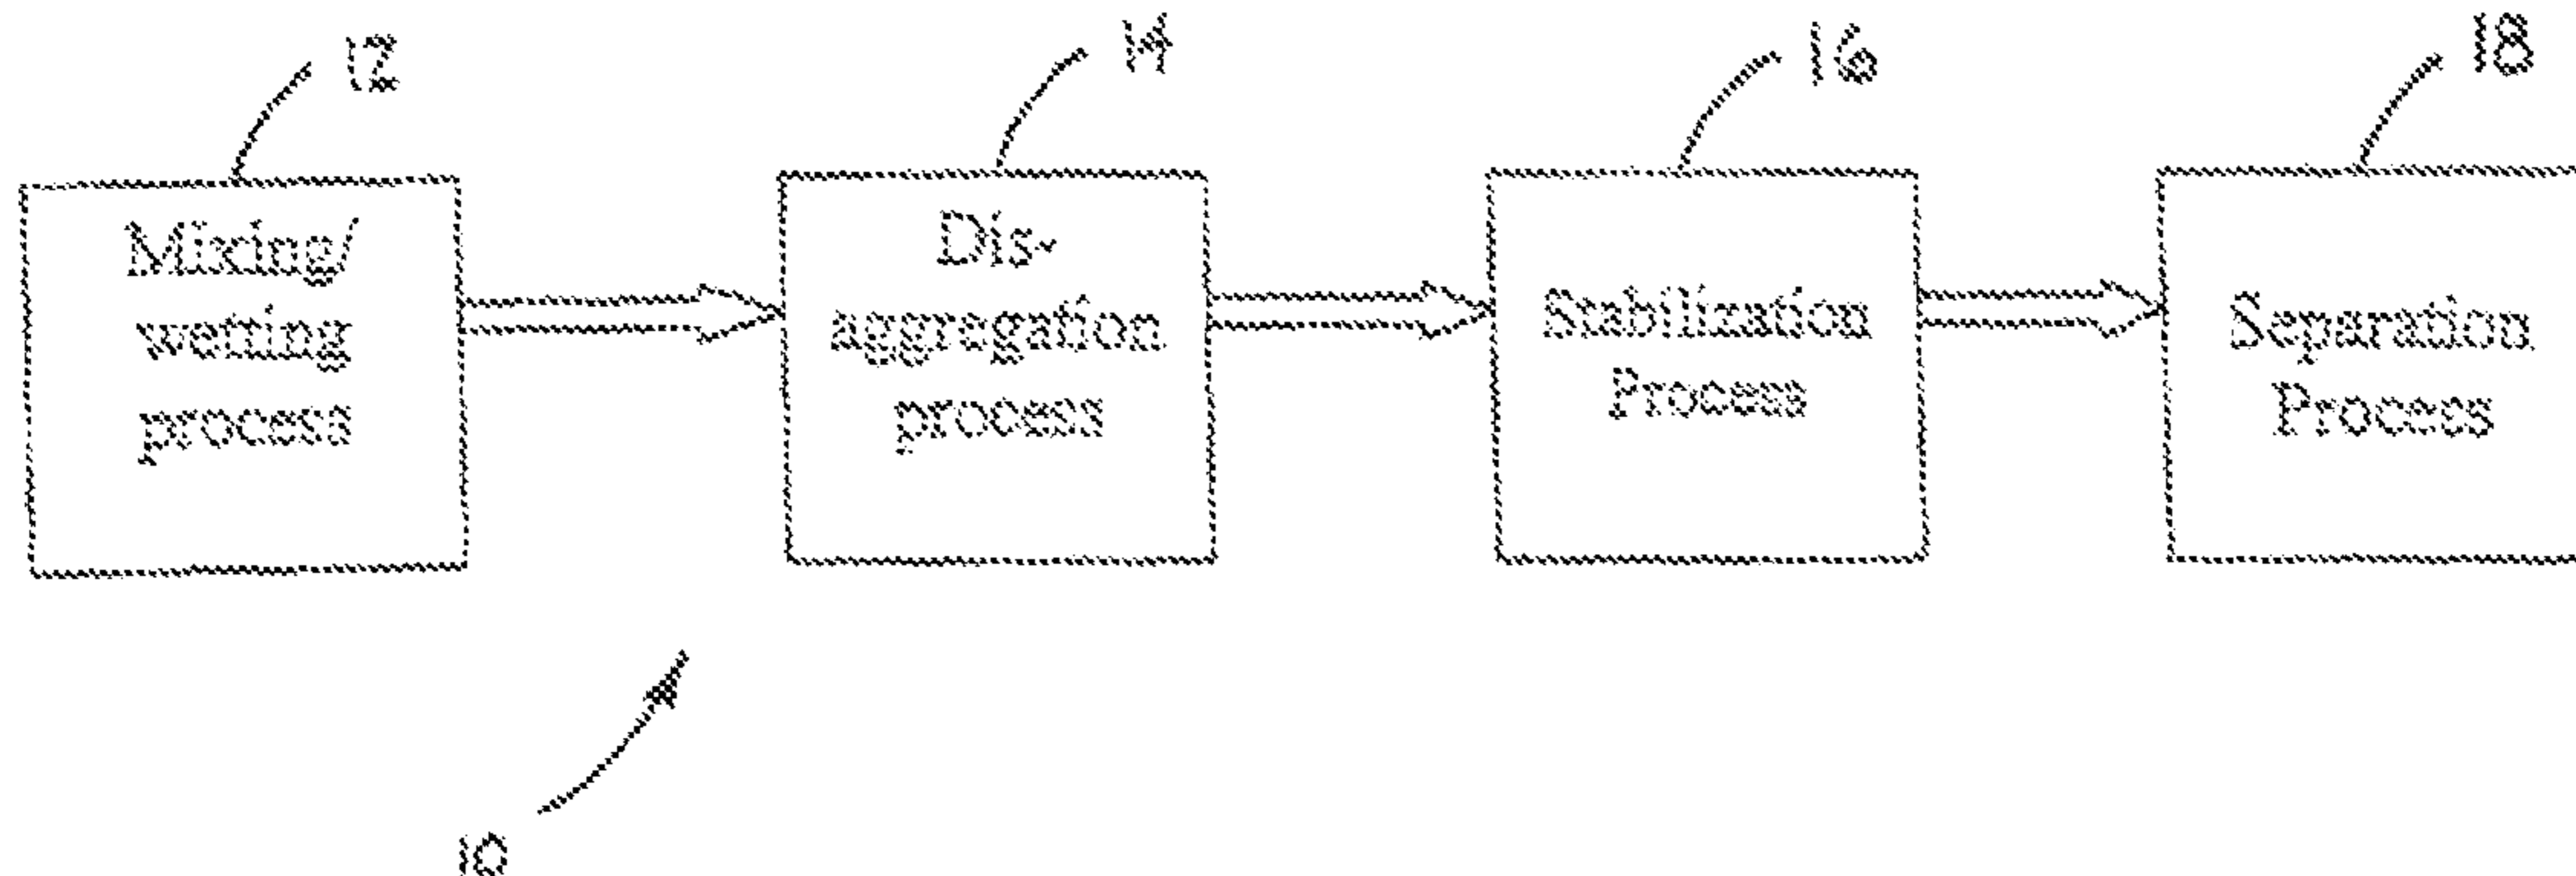 12
14
16
18
Mixing/
wetting
process
Dis-
aggregation
process
Stabilization
Process
Separation
Process
10